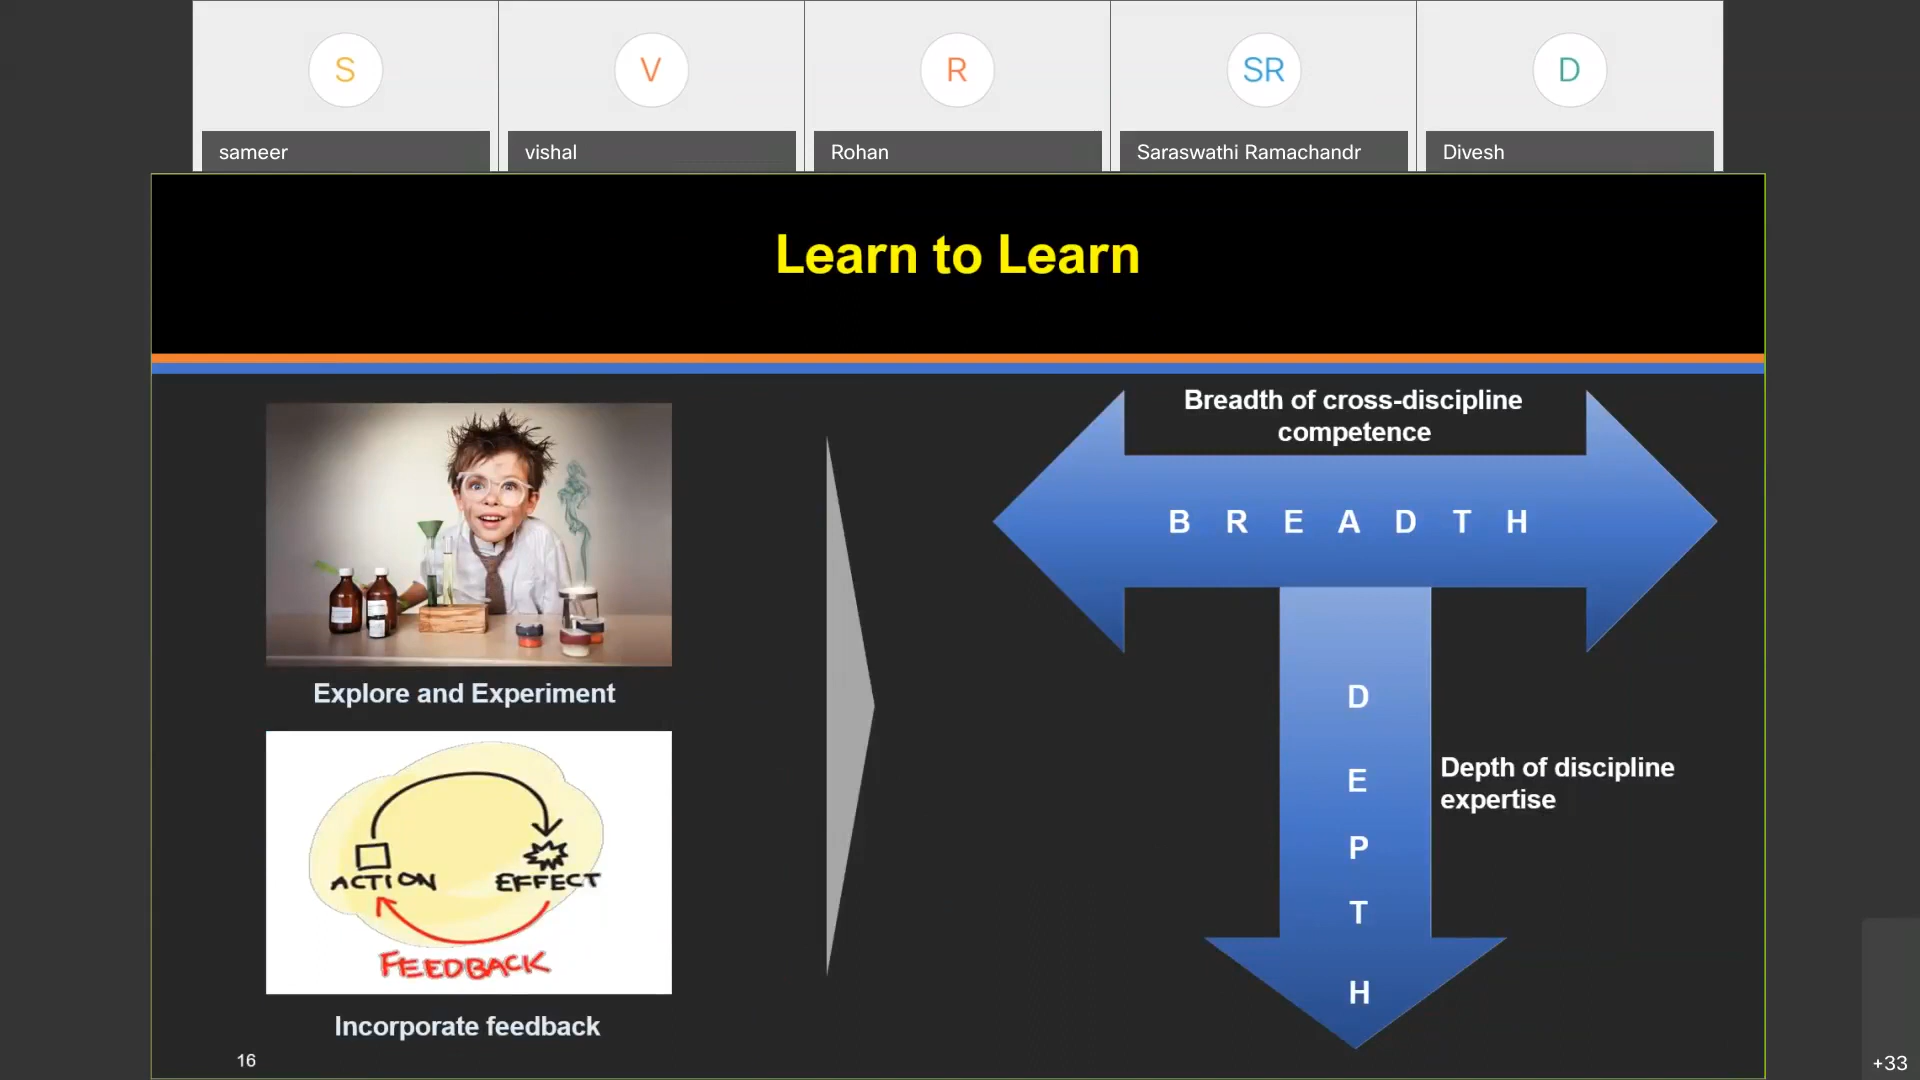 S
V
R
SR
D
sameer
vishal
Rohan
Saraswathi Ramachandr
Divesh
Learn to Learn
Explore and Experiment
ACTION
EFFECT
FEEDBACK
Incorporate feedback
16
Breadth of cross-discipline
competence
B R E A D T H
D
E
P
T
H
Depth of discipline
expertise
+33